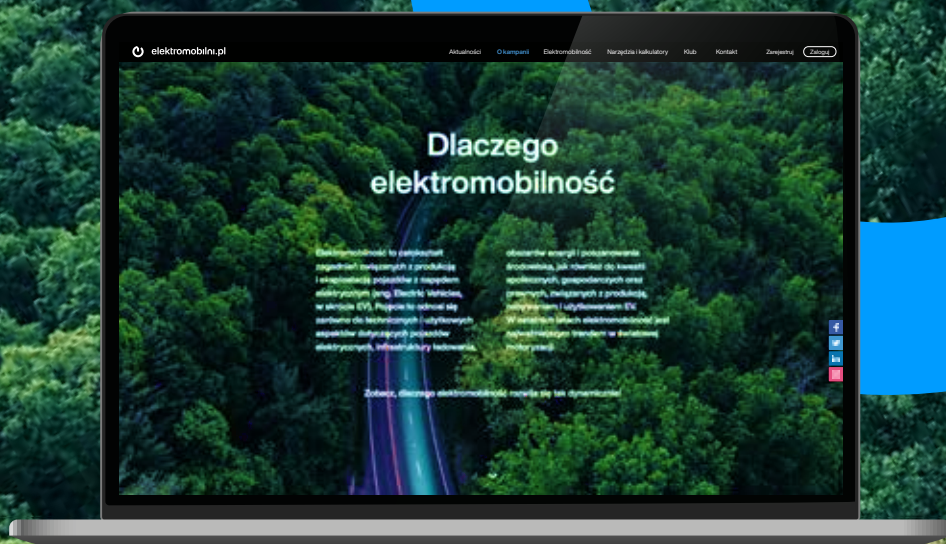 elektromobilni.pl
Aktualności O kampanii Elektromobilność Narzędzia i kalkulatory Klub Kontakt Zarejestruj Zaloguj
Dlaczego
elektromobilność
Elektromobilność to całokształt
zagadnień związanych z produkcją
i eksploatacją pojazdów z napędem
elektrycznym (ang. Electric Vehicles,
w skrócie EV). Pojęcie to odnosi się
zarówno do technicznych i użytkowych
aspektów dotyczących pojazdów
elektrycznych, infrastruktury ładowania,
obszarów energii i poszanowania
środowiska, jak również do kwestii
społecznych, gospodarczych oraz
prawnych, związanych z produkcją,
nabywaniem i użytkowaniem EV.
W ostatnich latach elektromobilność jest
najważniejszym trendem w światowej
motoryzacji.
Zobacz, dlaczego elektromobilność rozwija się tak dynamicznie!
f
in